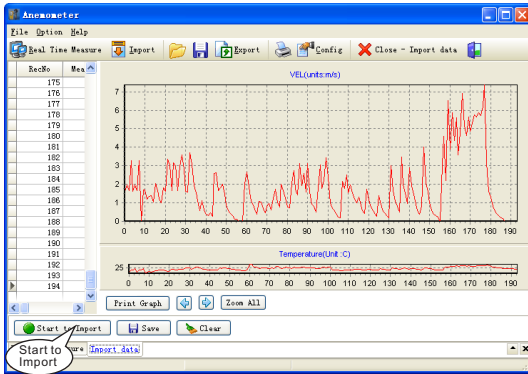 Anemometer
File Option Help
Real Time Measure Import Export Config Close - Import data
RecNo Mea
175
176
177
178
179
180
181
182
183
184
185
186
187
188
189
190
191
192
193
194
VEL(units:m/s)
7
6
5
4
3
2
1
0
0 10 20 30 40 50 60 70 80 90 100 110 120 130 140 150 160 170 180 190
Temperature(Unit :C)
25
0 10 20 30 40 50 60 70 80 90 100 110 120 130 140 150 160 170 180 190
Print Graph Zoom All
Start to Import Save Clear
Start to
Import
ure Import data